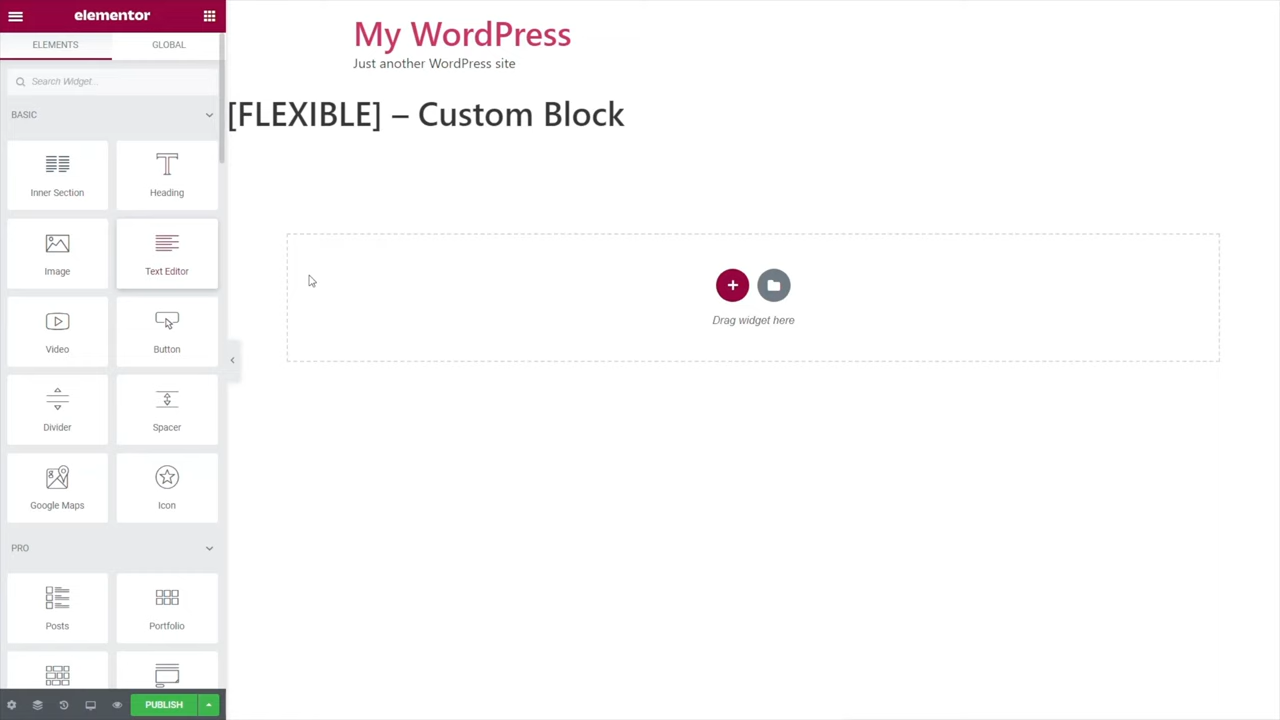 elementor
ELEMENTS
GLOBAL
Search Widget...
BASIC
Inner Section
Heading
Image
Text Editor
Video
Button
Divider
Spacer
Google Maps
Icon
PRO
Posts
Portfolio
PUBLISH
My WordPress
Just another WordPress site
[FLEXIBLE] – Custom Block
Drag widget here